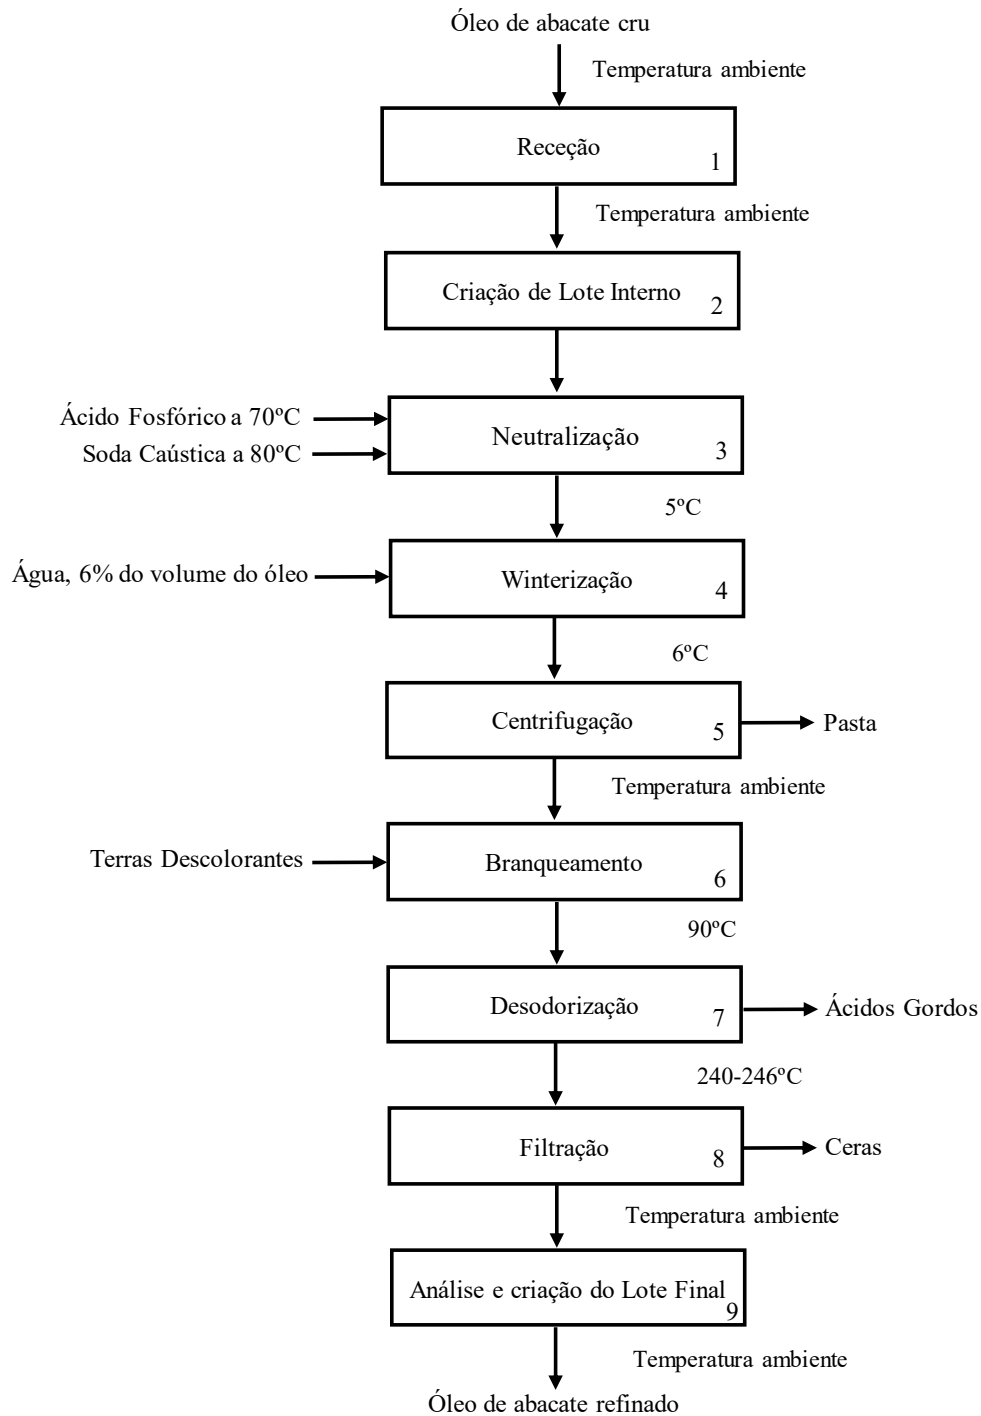 Óleo de abacate cru
Temperatura ambiente
Receção
1
Temperatura ambiente
Criação de Lote Interno
2
Ácido Fosfórico a 70ºC
Soda Caústica a 80ºC
Neutralização
3
5ºC
Água, 6% do volume do óleo
Winterização
4
6ºC
Centrifugação
5
Pasta
Temperatura ambiente
Terras Descolorantes
Branqueamento
6
90ºC
Desodorização
7
Ácidos Gordos
240-246ºC
Filtração
8
Ceras
Temperatura ambiente
Análise e criação do Lote Final
9
Temperatura ambiente
Óleo de abacate refinado